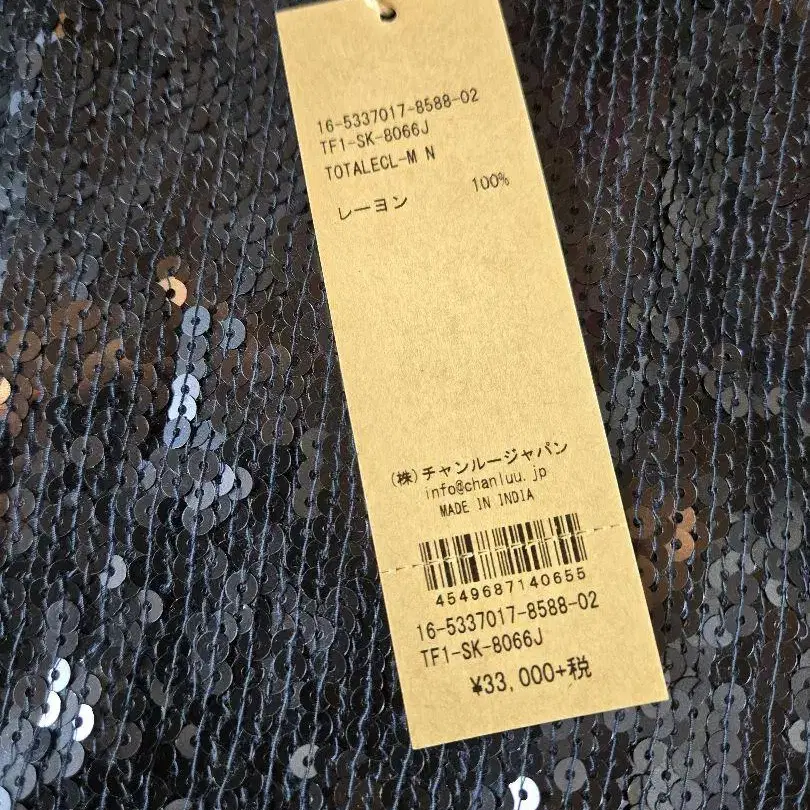 16-5337017-8588-02
TF1-SK-8066J
TOTALECL-M N
レーヨン 100%
(株)チャンルージャパン
info@chanluu.jp
MADE IN INDIA
4549687140655
16-5337017-8588-02
TF1-SK-8066J
¥33,000+税